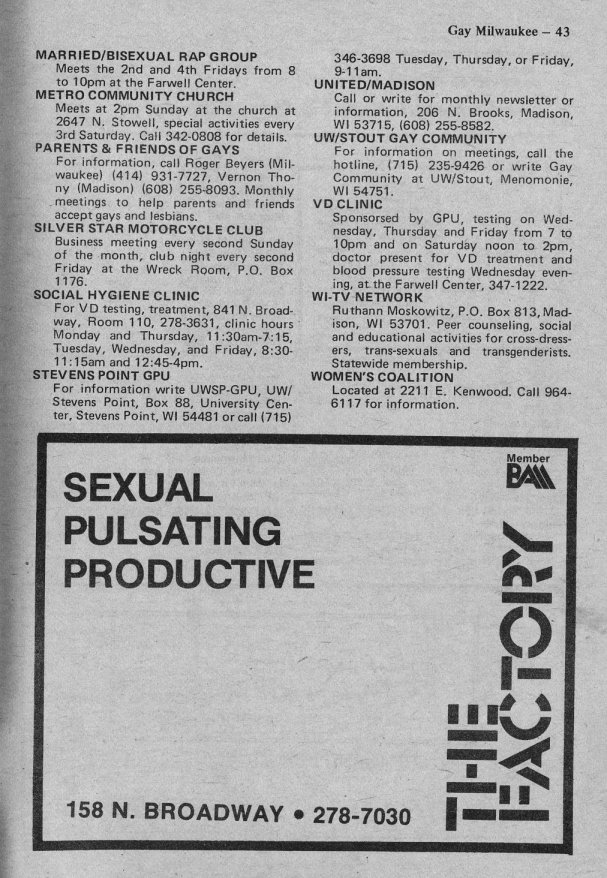 Gay Milwaukee – 43
MARRIED/BISEXUAL RAP GROUP
Meets the 2nd and 4th Fridays from 8
to 10pm at the Farwell Center.
METRO COMMUNITY CHURCH
Meets at 2pm Sunday at the church at
2647 N. Stowell, special activities every
3rd Saturday. Call 342-0808 for details.
PARENTS & FRIENDS OF GAYS
For information, call Roger Beyers (Mil-
waukee) (414) 931-7727, Vernon Tho-
ny (Madison) (608) 255-8093. Monthly
meetings to help parents and friends
accept gays and lesbians.
SILVER STAR MOTORCYCLE CLUB
Business meeting every second Sunday
of the month, club night every second
Friday at the Wreck Room, P.O. Box
1176.
SOCIAL HYGIENE CLINIC
For VD testing, treatment, 841 N. Broad-
way, Room 110, 278-3631, clinic hours
Monday and Thursday, 11:30am-7:15,
Tuesday, Wednesday, and Friday, 8:30-
11:15am and 12:45-4pm.
STEVENS POINT GPU
For information write UWSP-GPU, UW/
Stevens Point, Box 88, University Cen-
ter, Stevens Point, WI 54481 or call (715)
346-3698 Tuesday, Thursday, or Friday,
9-11am.
UNITED/MADISON
Call or write for monthly newsletter or
information, 206 N. Brooks, Madison,
WI 53715, (608) 255-8582.
UW/STOUT GAY COMMUNITY
For information on meetings, call the
hotline, (715) 235-9426 or write Gay
Community at UW/Stout, Menomonie,
WI 54751.
VD CLINIC
Sponsorsed by GPU, testing on Wed-
nesday, Thursday and Friday from 7 to
10pm and on Saturday noon to 2pm,
doctor present for VD treatment and
blood pressure testing Wednesday even-
ing, at the Farwell Center, 347-1222.
WI-TV NETWORK
Ruthann Moskowitz, P.O. Box 813, Mad-
ison, WI 53701. Peer counseling, social
and educational activities for cross-dress-
ers, trans-sexuals and transgenderists.
Statewide membership.
WOMEN'S COALITION
Located at 2211 E. Kenwood. Call 964-
6117 for information.
Member
BAM
SEXUAL
PULSATING
PRODUCTIVE
THE
FACTORY
158 N. BROADWAY • 278-7030